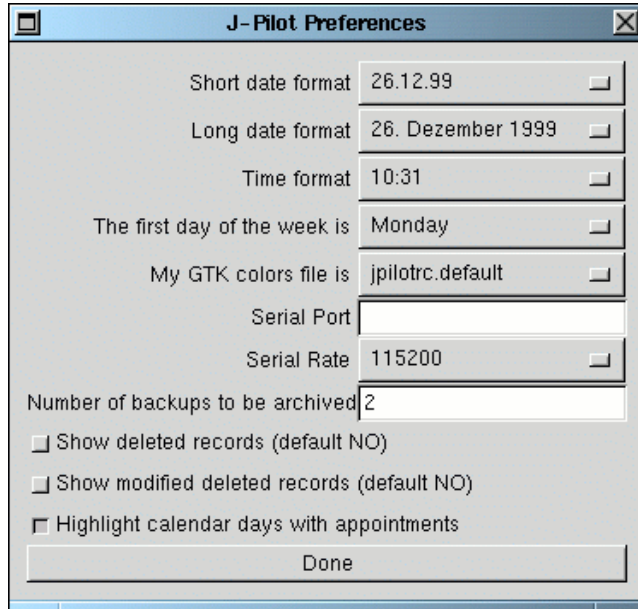 J-Pilot Preferences
Short date format 26.12.99
Long date format 26. Dezember 1999
Time format 10:31
The first day of the week is Monday
My GTK colors file is jpilotrc.default
Serial Port
Serial Rate 115200
Number of backups to be archived 2
Show deleted records (default NO)
Show modified deleted records (default NO)
Highlight calendar days with appointments
Done